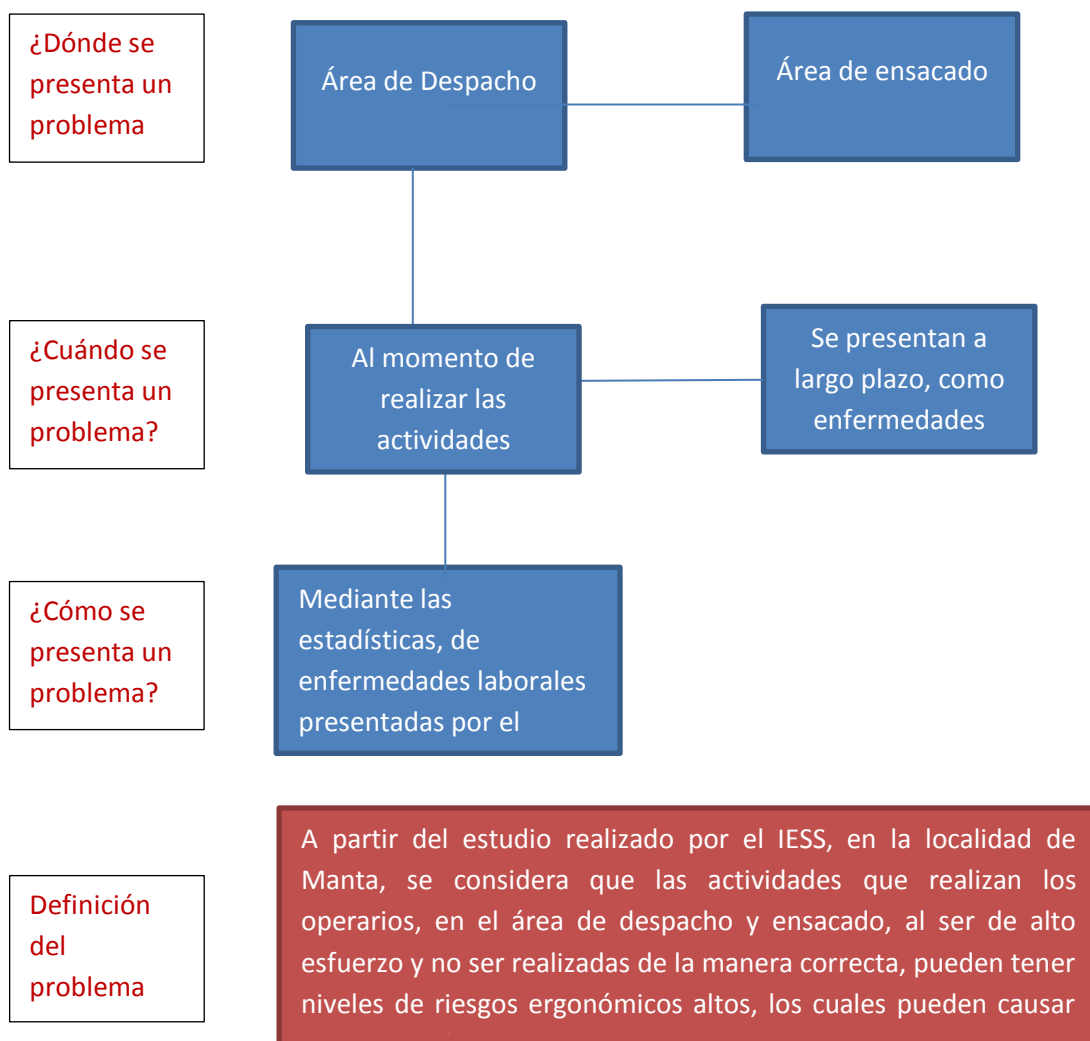 ¿Dónde se
presenta un
problema
Área de Despacho
Área de ensacado
¿Cuándo se
presenta un
problema?
Al momento de
realizar las
actividades
Se presentan a
largo plazo, como
enfermedades
¿Cómo se
presenta un
problema?
Mediante las
estadísticas, de
enfermedades laborales
presentadas por el
Definición
del
problema
A partir del estudio realizado por el IESS, en la localidad de
Manta, se considera que las actividades que realizan los
operarios, en el área de despacho y ensacado, al ser de alto
esfuerzo y no ser realizadas de la manera correcta, pueden tener
niveles de riesgos ergonómicos altos, los cuales pueden causar